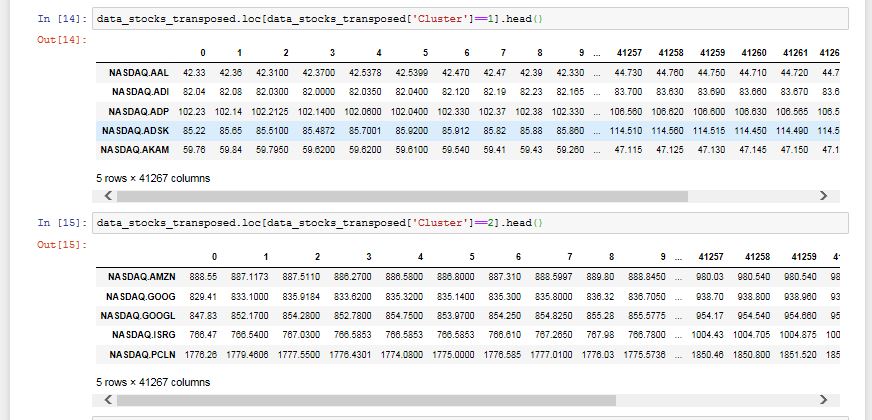 In [14]: data_stocks_transposed.loc[data_stocks_transposed['Cluster']==1].head()
Out[14]:
0 1 2 3 4 5 6 7 8 9 ... 41257 41258 41259 41260 41261 4126
NASDAQ.AAL 42.33 42.36 42.3100 42.3700 42.5378 42.5399 42.470 42.47 42.39 42.330 ... 44.730 44.760 44.750 44.710 44.720 44.7
NASDAQ.ADI 82.04 82.08 82.0300 82.0000 82.0350 82.0400 82.120 82.19 82.23 82.165 ... 83.700 83.630 83.690 83.660 83.670 83.6
NASDAQ.ADP 102.23 102.14 102.2125 102.1400 102.0600 102.0400 102.330 102.37 102.38 102.330 ... 106.560 106.620 106.600 106.630 106.565 106.5
NASDAQ.ADSK 85.22 85.65 85.5100 85.4872 85.7001 85.9200 85.912 85.82 85.88 85.860 ... 114.510 114.560 114.515 114.450 114.490 114.5
NASDAQ.AKAM 59.76 59.84 59.7950 59.6200 59.6200 59.6100 59.540 59.41 59.43 59.260 ... 47.115 47.125 47.130 47.145 47.150 47.1
5 rows × 41267 columns
In [15]: data_stocks_transposed.loc[data_stocks_transposed['Cluster']==2].head()
Out[15]:
0 1 2 3 4 5 6 7 8 9 ... 41257 41258 41259 4
NASDAQ.AMZN 888.55 887.1173 887.5110 886.2700 886.5800 886.8000 887.310 888.5997 889.80 888.8450 ... 980.03 980.540 980.540 98
NASDAQ.GOOG 829.41 833.1000 835.9184 833.6200 835.3200 835.1400 835.300 835.8000 836.32 836.7050 ... 938.70 938.800 938.960 93
NASDAQ.GOOGL 847.83 852.1700 854.2800 852.7800 854.7500 853.9700 854.250 854.8250 855.28 855.5775 ... 954.17 954.540 954.660 95
NASDAQ.ISRG 766.47 766.5400 767.0300 766.5853 766.5853 766.5853 766.610 767.2650 767.98 766.7800 ... 1004.43 1004.705 1004.875 100
NASDAQ.PCLN 1776.26 1779.4606 1777.5500 1776.4301 1774.0800 1775.0000 1776.585 1777.0100 1776.03 1775.5736 ... 1850.46 1850.800 1851.520 185
5 rows × 41267 columns